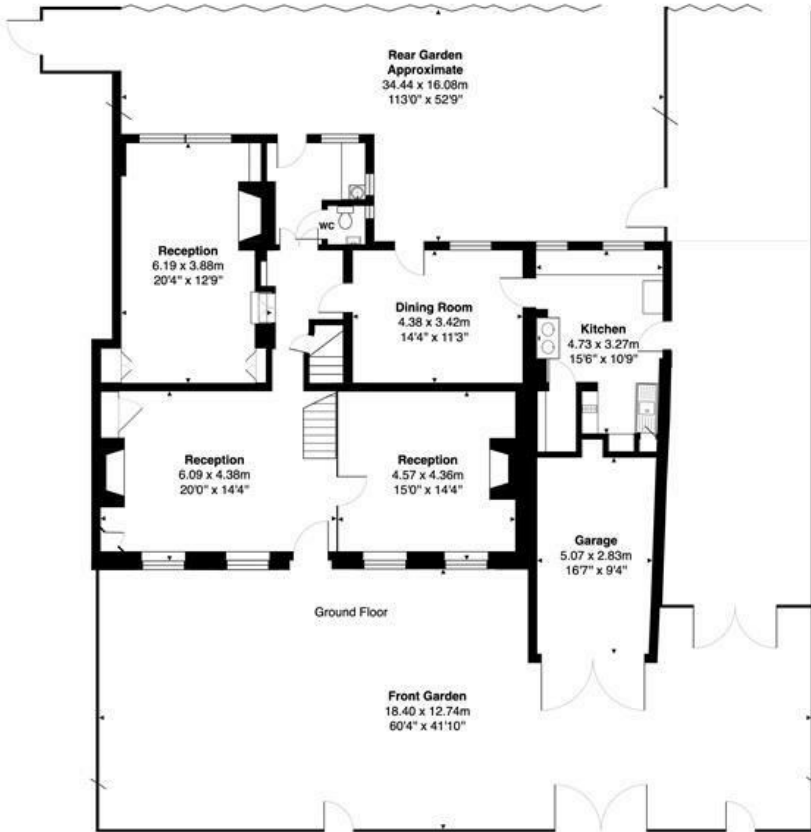 Rear Garden
Approximate
34.44 x 16.08m
113'0" x 52'9"
WC
Reception
6.19 x 3.88m
20'4" x 12'9"
Dining Room
4.38 x 3.42m
14'4" x 11'3"
Kitchen
4.73 x 3.27m
15'6" x 10'9"
Reception
6.09 x 4.38m
20'0" x 14'4"
Reception
4.57 x 4.36m
15'0" x 14'4"
Garage
5.07 x 2.83m
16'7" x 9'4"
Ground Floor
Front Garden
18.40 x 12.74m
60'4" x 41'10"